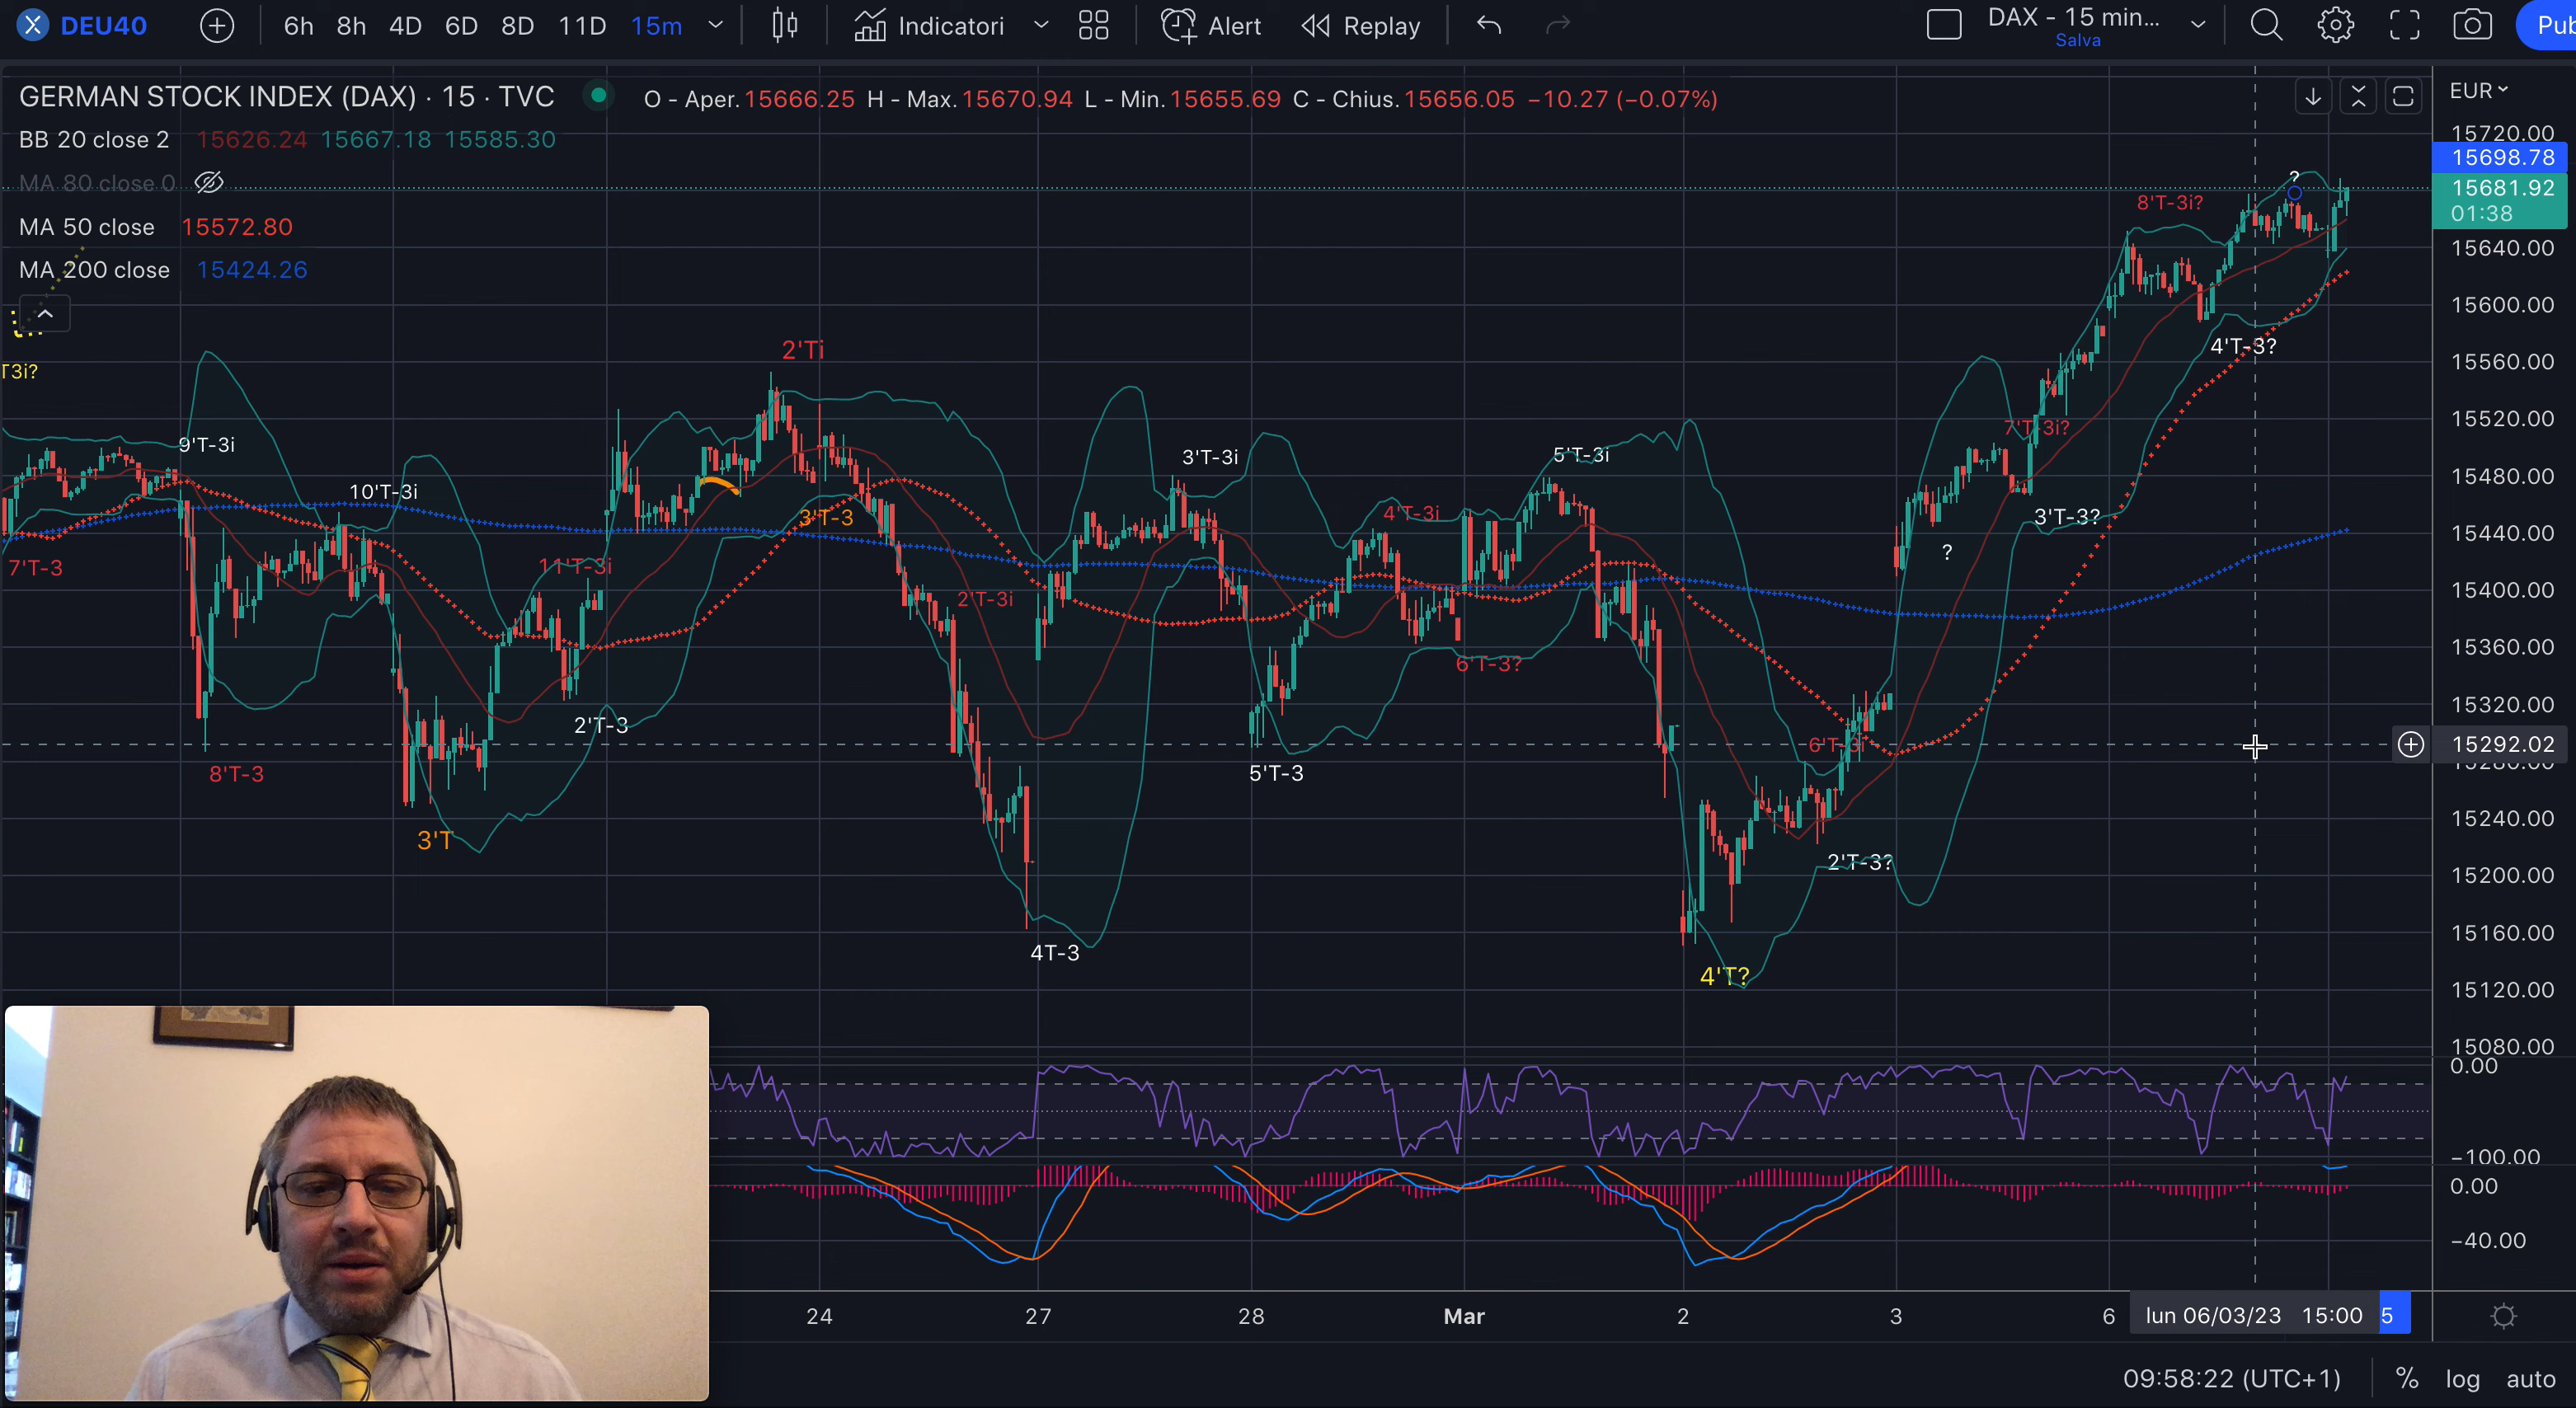 DEU40 6h 8h 4D 6D 8D 11D 15m Indicatori Alert Replay DAX - 15 min... Pub
Salva
GERMAN STOCK INDEX (DAX) · 15 · TVC O - Aper. 15666.25 H - Max. 15670.94 L - Min. 15655.69 C - Chius. 15656.05 −10.27 (−0.07%)
EUR
BB 20 close 2 15626.24 15667.18 15585.30
MA 80 close 0
MA 50 close 15572.80
MA 200 close 15424.26
15720.00
15698.78
15681.92
01:38
15640.00
15600.00
15560.00
15520.00
15480.00
15440.00
15400.00
15360.00
15320.00
15292.02
15280.00
15240.00
15200.00
15160.00
15120.00
15080.00
0.00
−100.00
0.00
−40.00
T3i?
7'T-3
9'T-3i
8'T-3
10'T-3i
3'T
11'T-3i
2'T-3
2'Ti
3'T-3
2'T-3i
4T-3
3'T-3i
5'T-3
4'T-3i
6'T-3?
5'T-3i
4'T?
6'T-3i
2'T-3?
?
7'T-3i?
3'T-3?
8'T-3i?
4'T-3?
?
24 27 28 Mar 2 3 6 lun 06/03/23 15:00 5
09:58:22 (UTC+1) % log auto